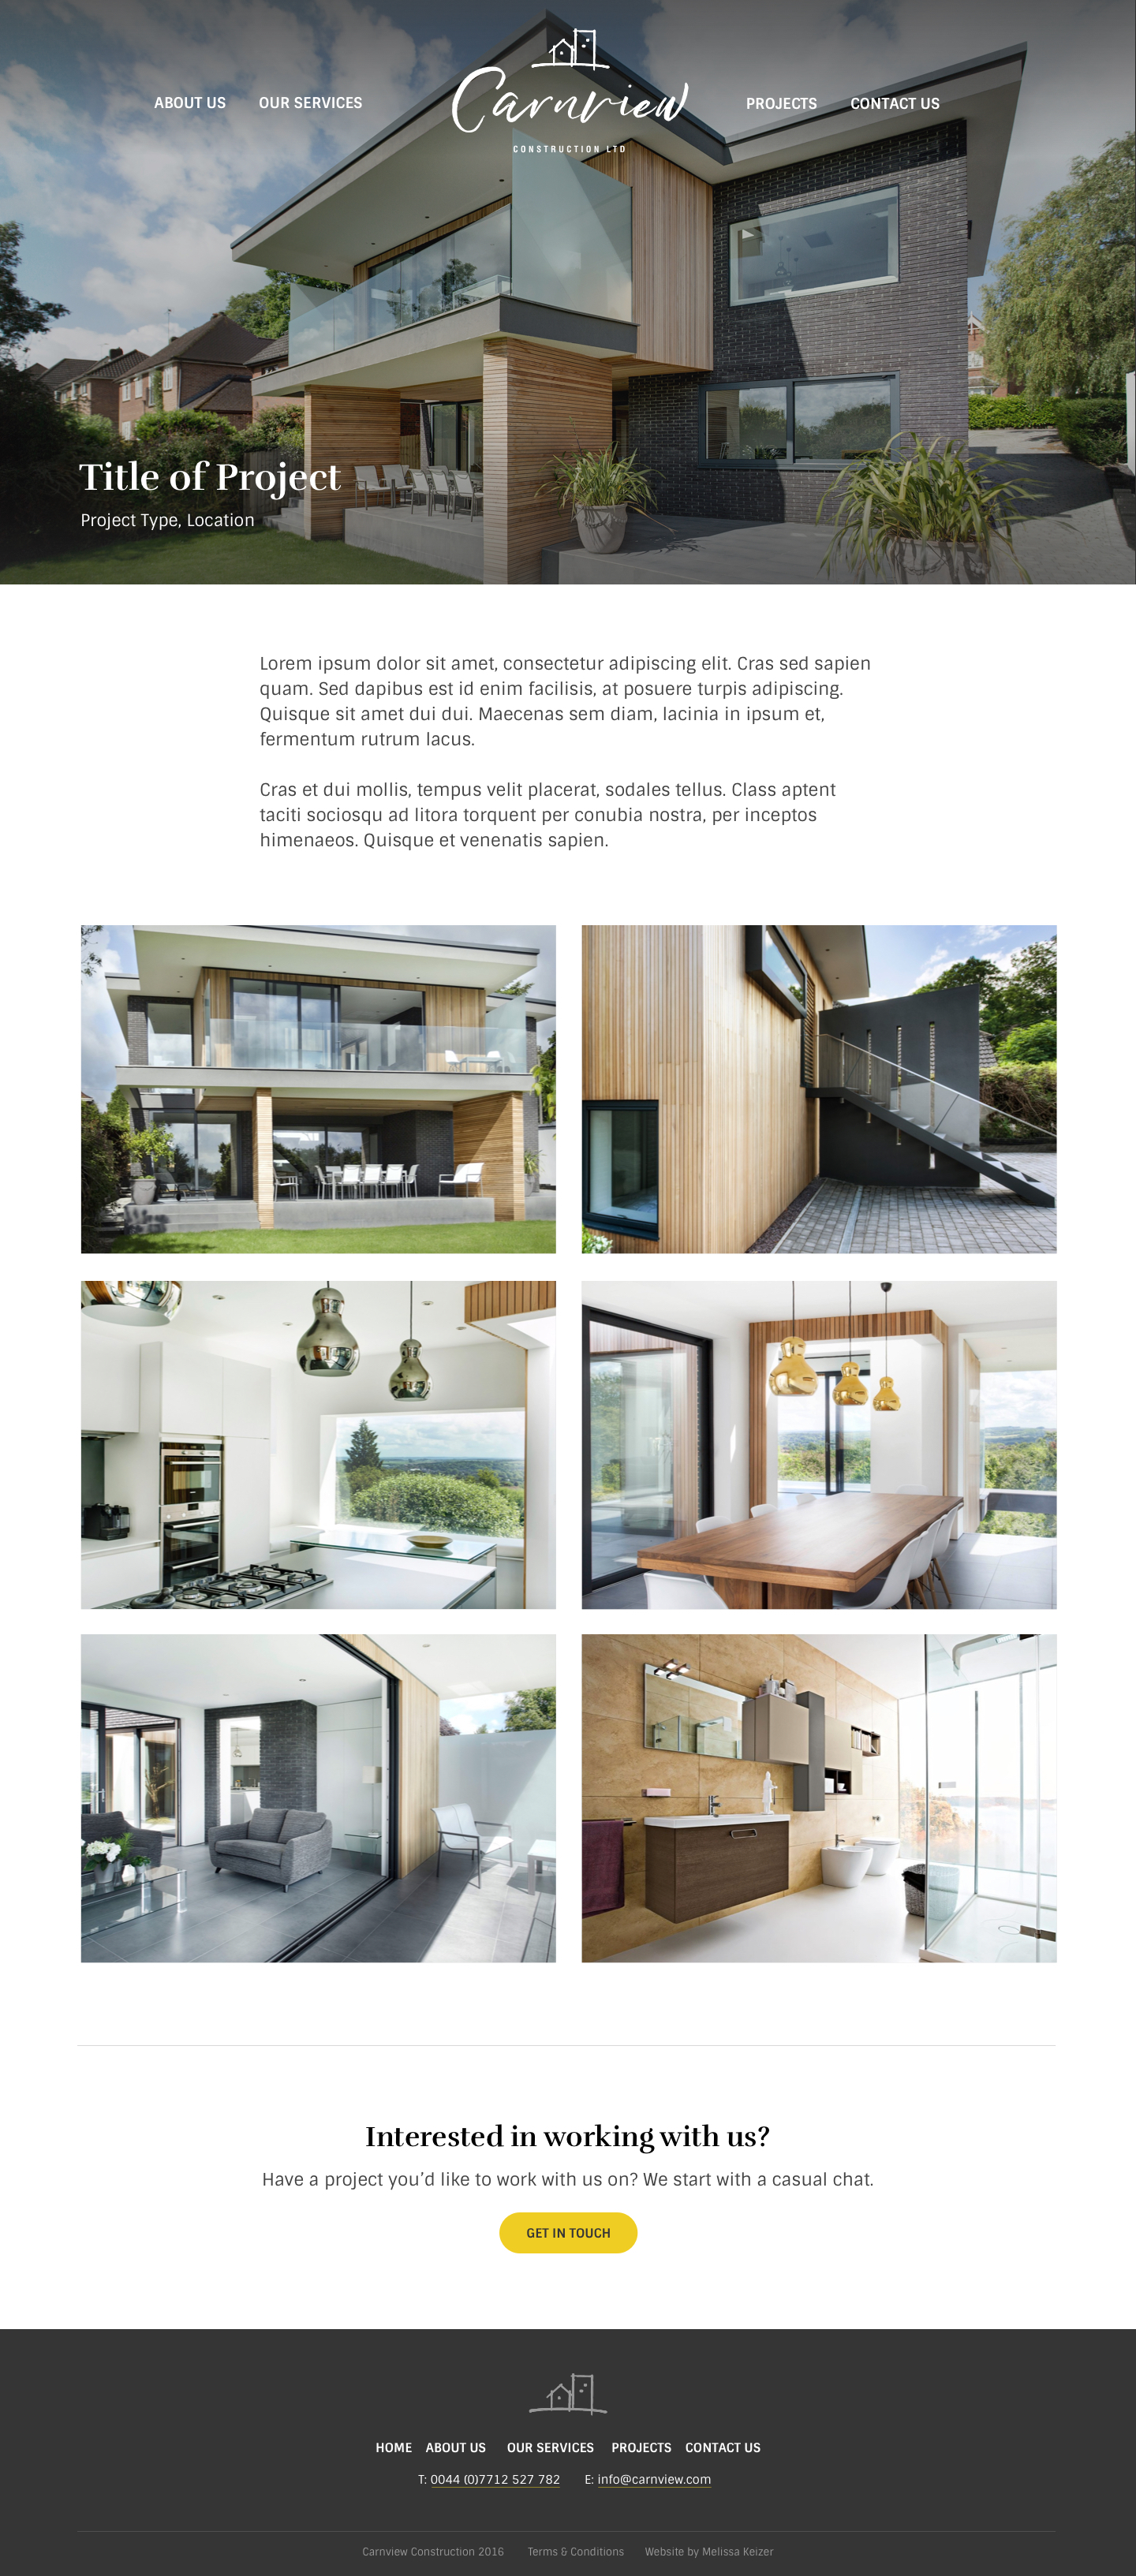 ABOUT US OUR SERVICES Carnview PROJECTS CONTACT US
CONSTRUCTION LTD
Title of Project
Project Type, Location
Lorem ipsum dolor sit amet, consectetur adipiscing elit. Cras sed sapien
quam. Sed dapibus est id enim facilisis, at posuere turpis adipiscing.
Quisque sit amet dui dui. Maecenas sem diam, lacinia in ipsum et,
fermentum rutrum lacus.
Cras et dui mollis, tempus velit placerat, sodales tellus. Class aptent
taciti sociosqu ad litora torquent per conubia nostra, per inceptos
himenaeos. Quisque et venenatis sapien.
Interested in working with us?
Have a project you’d like to work with us on? We start with a casual chat.
GET IN TOUCH
HOME ABOUT US OUR SERVICES PROJECTS CONTACT US
T: 0044 (0)7712 527 782 E: info@carnview.com
Carnview Construction 2016 Terms & Conditions Website by Melissa Keizer